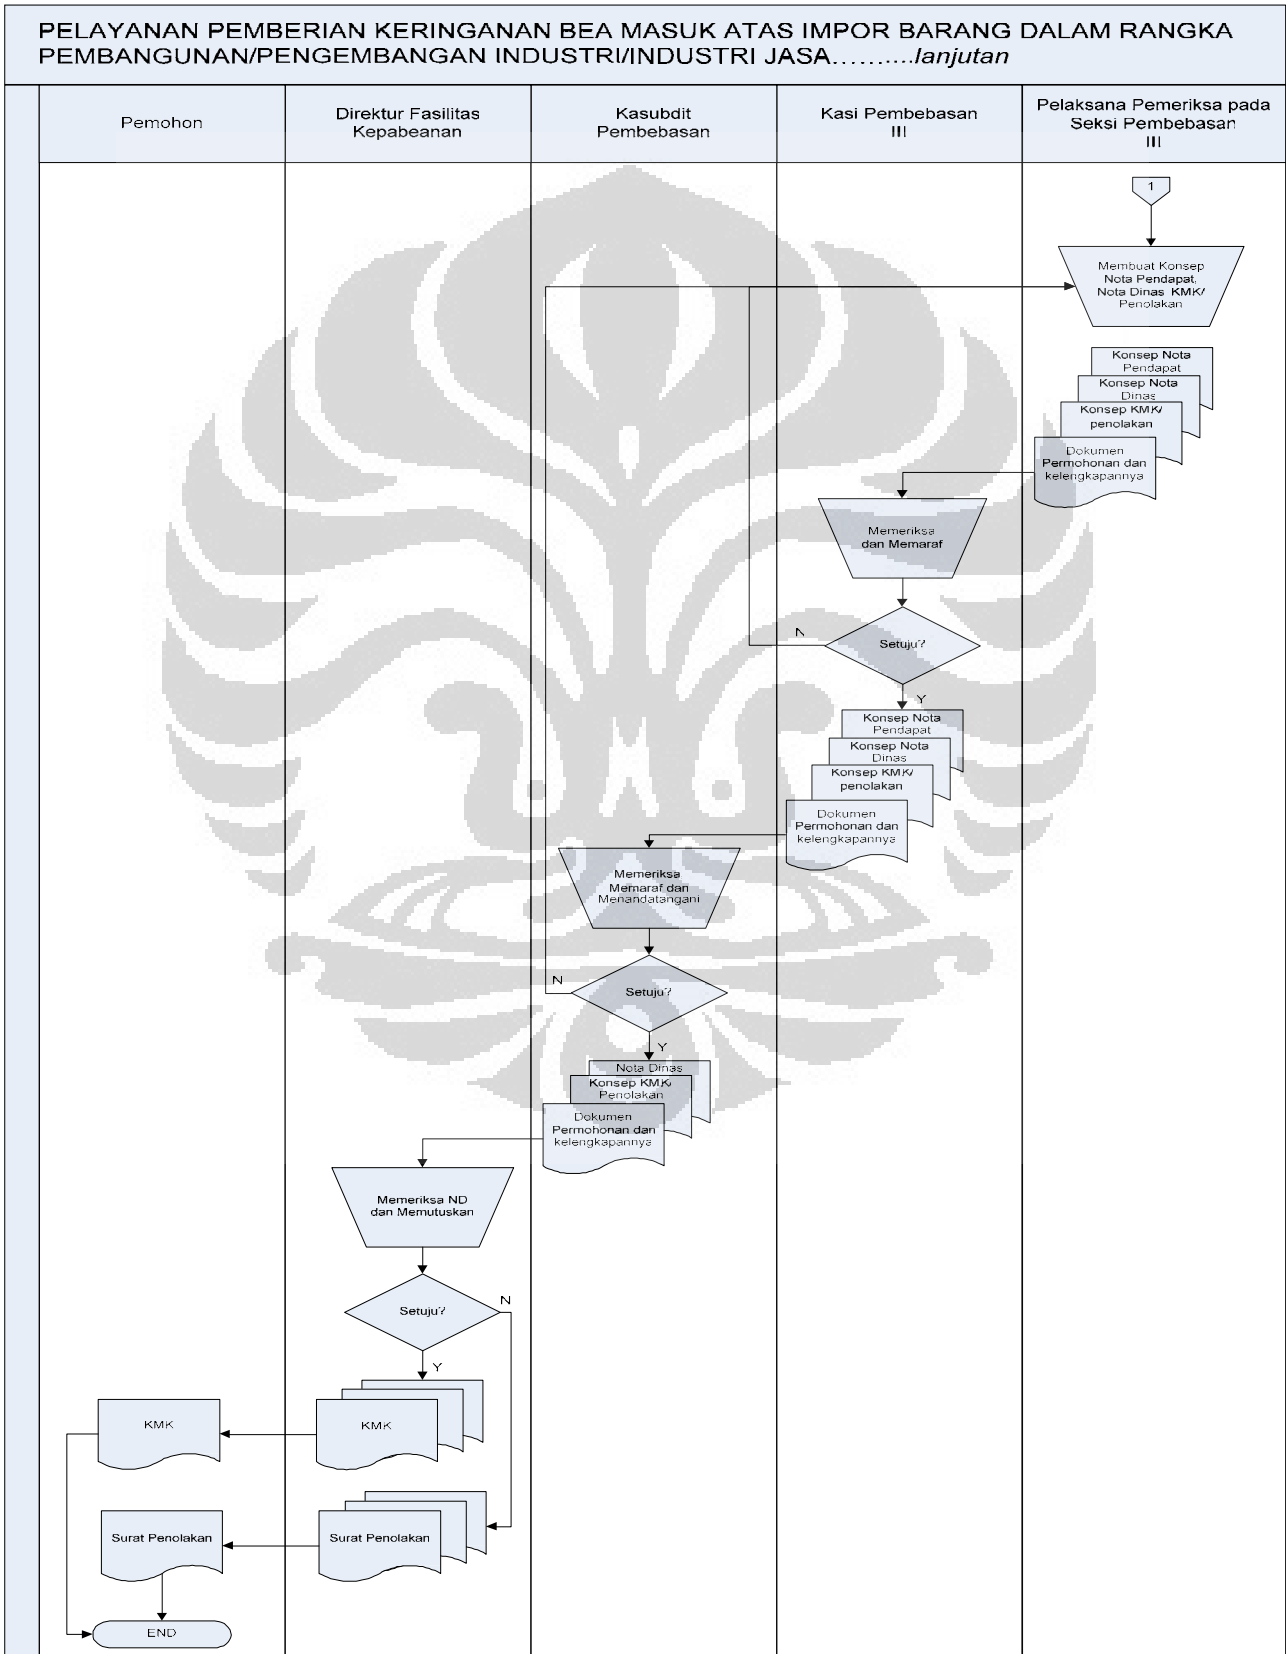 PELAYANAN PEMBERIAN KERINGANAN BEA MASUK ATAS IMPOR BARANG DALAM RANGKA
PEMBANGUNAN/PENGEMBANGAN INDUSTRI/INDUSTRI JASA..........lanjutan
Pemohon
Direktur Fasilitas
Kepabeanan
Kasubdit
Pembebasan
Kasi Pembebasan
III
Pelaksana Pemeriksa pada
Seksi Pembebasan
III
1
Membuat Konsep
Nota Pendapat,
Nota Dinas KMK/
Penolakan
Konsep Nota
Pendapat
Konsep Nota
Dinas
Konsep KMK/
penolakan
Dokumen
Permohonan dan
kelengkapannya
Memeriksa
dan Memaraf
Setuju?
N
Y
Konsep Nota
Pendapat
Konsep Nota
Dinas
Konsep KMK/
penolakan
Dokumen
Permohonan dan
kelengkapannya
Memeriksa
Memaraf dan
Menandatangani
Setuju?
N
Y
Nota Dinas
Konsep KMK/
Penolakan
Dokumen
Permohonan dan
kelengkapannya
Memeriksa ND
dan Memutuskan
Setuju?
N
Y
KMK
KMK
Surat Penolakan
Surat Penolakan
END